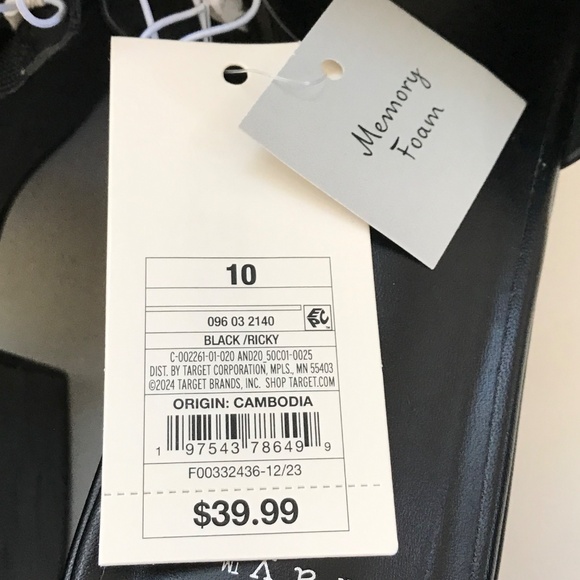 Memory
Foam
10
096 03 2140
EPC
BLACK /RICKY
C-002261-01-020 AND20_50C01-0025
DIST. BY TARGET CORPORATION, MPLS., MN 55403
©2024 TARGET BRANDS, INC. SHOP TARGET.COM
ORIGIN: CAMBODIA
1 97543 78649 9
F00332436-12/23
$39.99